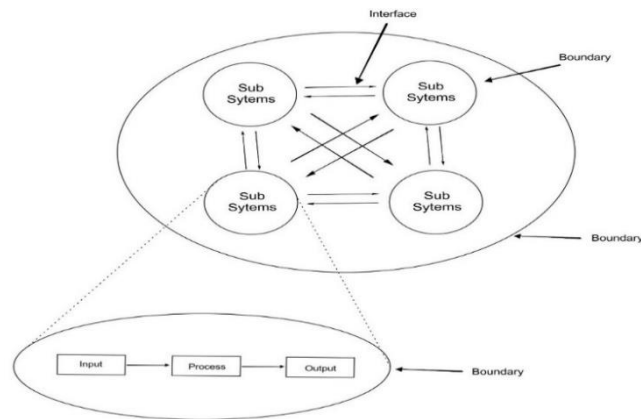 Interface
Boundary
Sub
Sytems
Sub
Sytems
Sub
Sytems
Sub
Sytems
Boundary
Input
Process
Output
Boundary